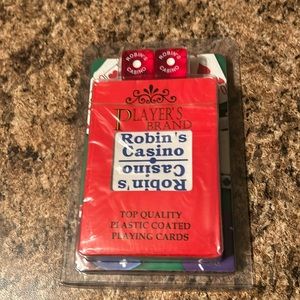 ROBIN'S
CASINO
ROBIN'S
CASINO
PLAYER'S
BRAND
Robin's
Casino
Casino
Robin's
TOP QUALITY
PLASTIC COATED
PLAYING CARDS